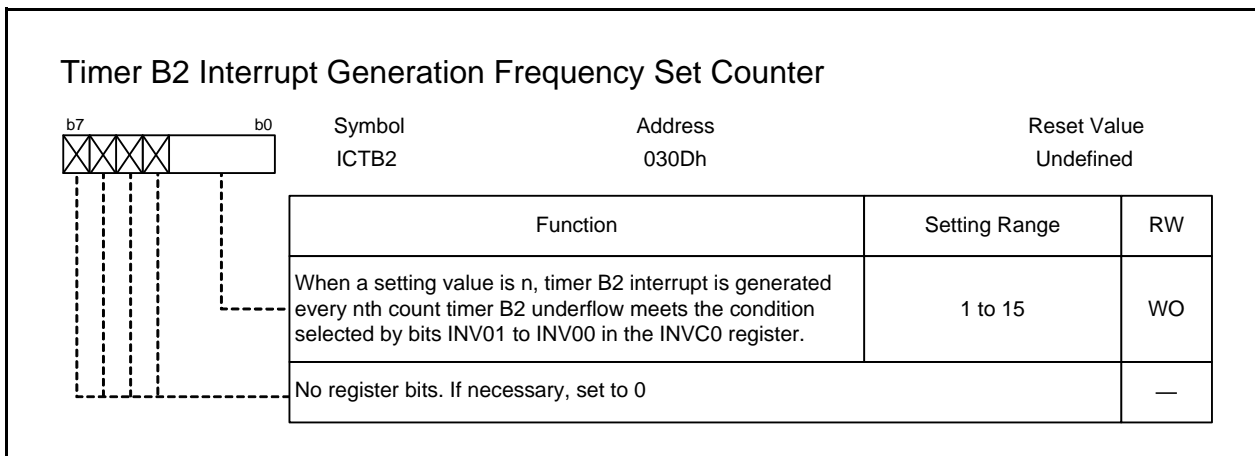 Timer B2 Interrupt Generation Frequency Set Counter
b7 b0 Symbol Address Reset Value
ICTB2 030Dh Undefined
Function Setting Range RW
When a setting value is n, timer B2 interrupt is generated
every nth count timer B2 underflow meets the condition
selected by bits INV01 to INV00 in the INVC0 register.
1 to 15 WO
No register bits. If necessary, set to 0 —